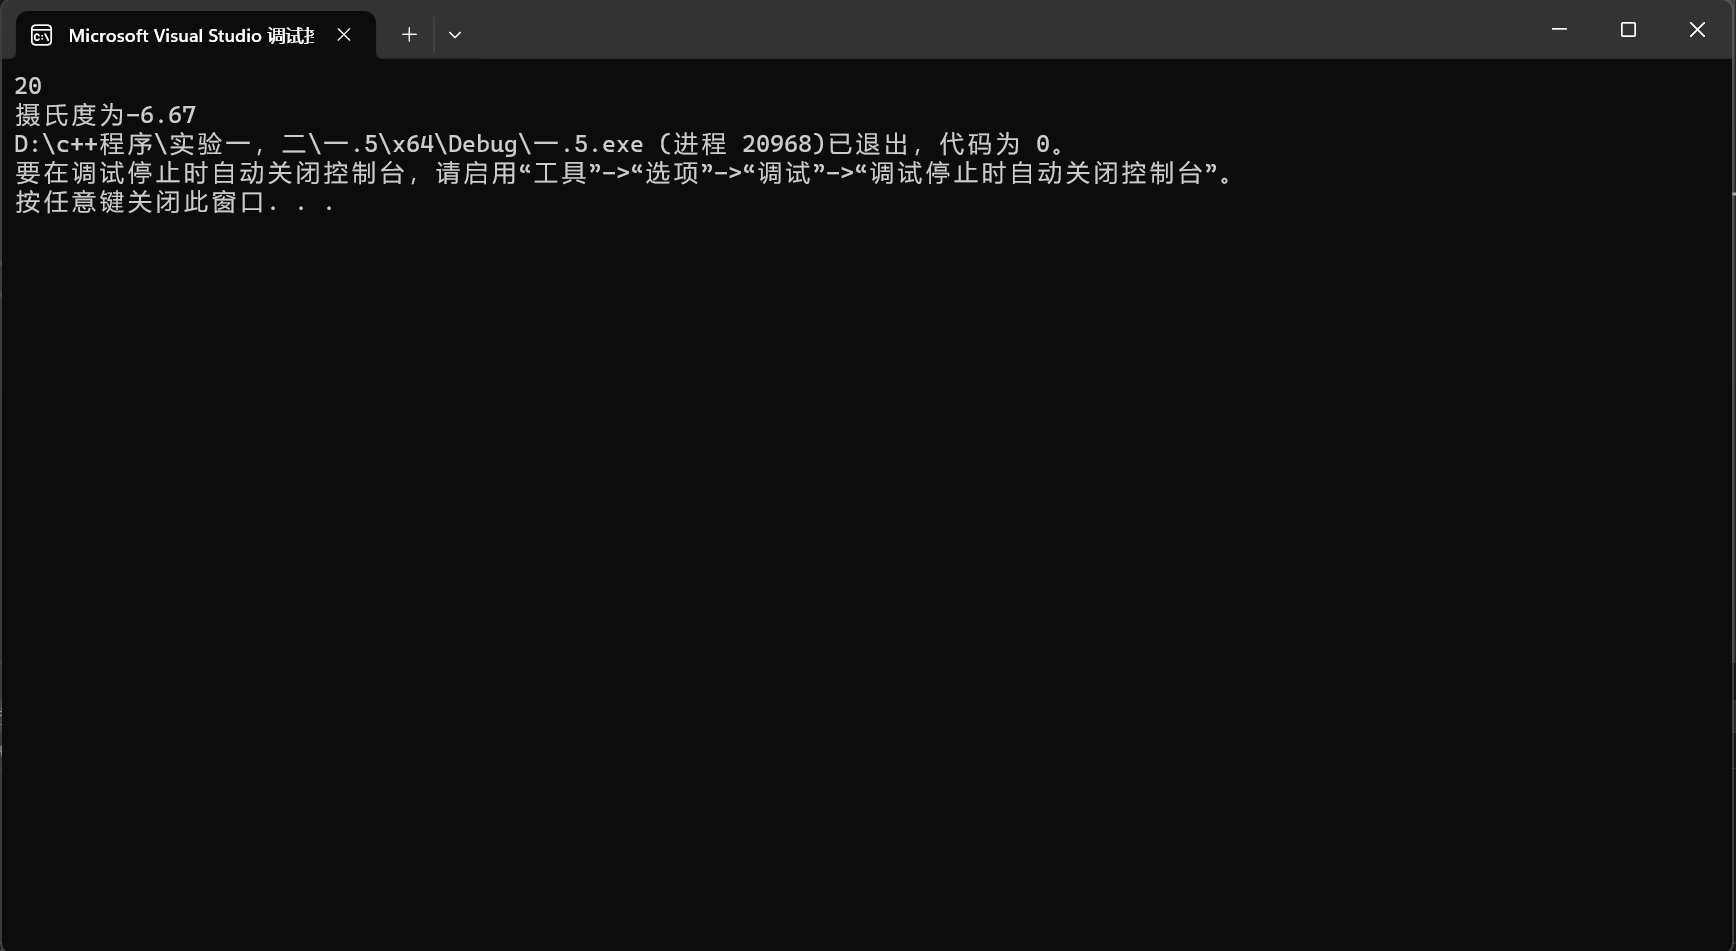 Microsoft Visual Studio 调试
20
摄氏度为-6.67
D:\c++程序\实验一，二\一.5\x64\Debug\一.5.exe (进程 20968)已退出，代码为 0。
要在调试停止时自动关闭控制台，请启用“工具”->“选项”->“调试”->“调试停止时自动关闭控制台”。
按任意键关闭此窗口. . .